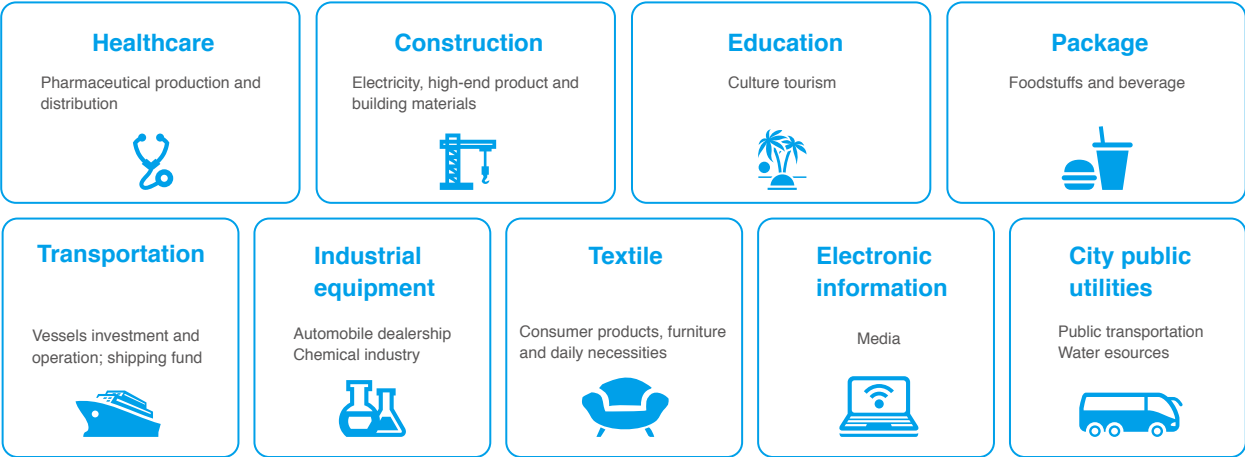 Healthcare
Pharmaceutical production and
distribution
Construction
Electricity, high-end product and
building materials
Education
Culture tourism
Package
Foodstuffs and beverage
Transportation
Vessels investment and
operation; shipping fund
Industrial
equipment
Automobile dealership
Chemical industry
Textile
Consumer products, furniture
and daily necessities
Electronic
information
Media
City public
utilities
Public transportation
Water esources